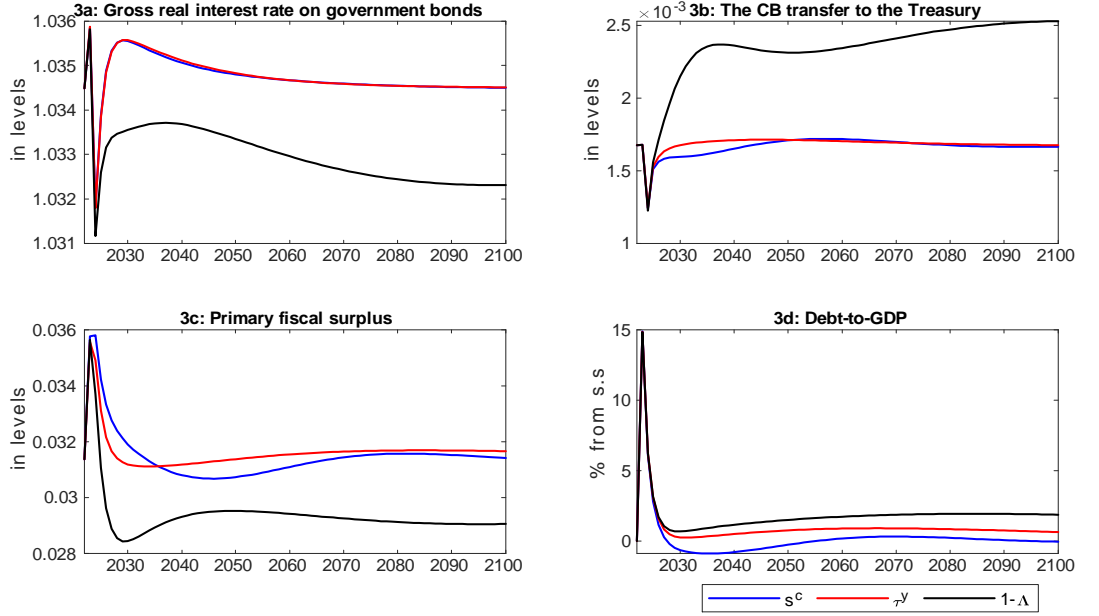 3a: Gross real interest rate on government bonds
1.036
1.035
1.034
1.033
1.032
1.031
in levels
2030 2040 2050 2060 2070 2080 2090 2100
3b: The CB transfer to the Treasury
× 10⁻³
2.5
2
1.5
1
in levels
2030 2040 2050 2060 2070 2080 2090 2100
3c: Primary fiscal surplus
0.036
0.034
0.032
0.03
0.028
in levels
2030 2040 2050 2060 2070 2080 2090 2100
3d: Debt-to-GDP
15
10
5
0
% from s.s
2030 2040 2050 2060 2070 2080 2090 2100
sᶜ τʸ 1-Λ